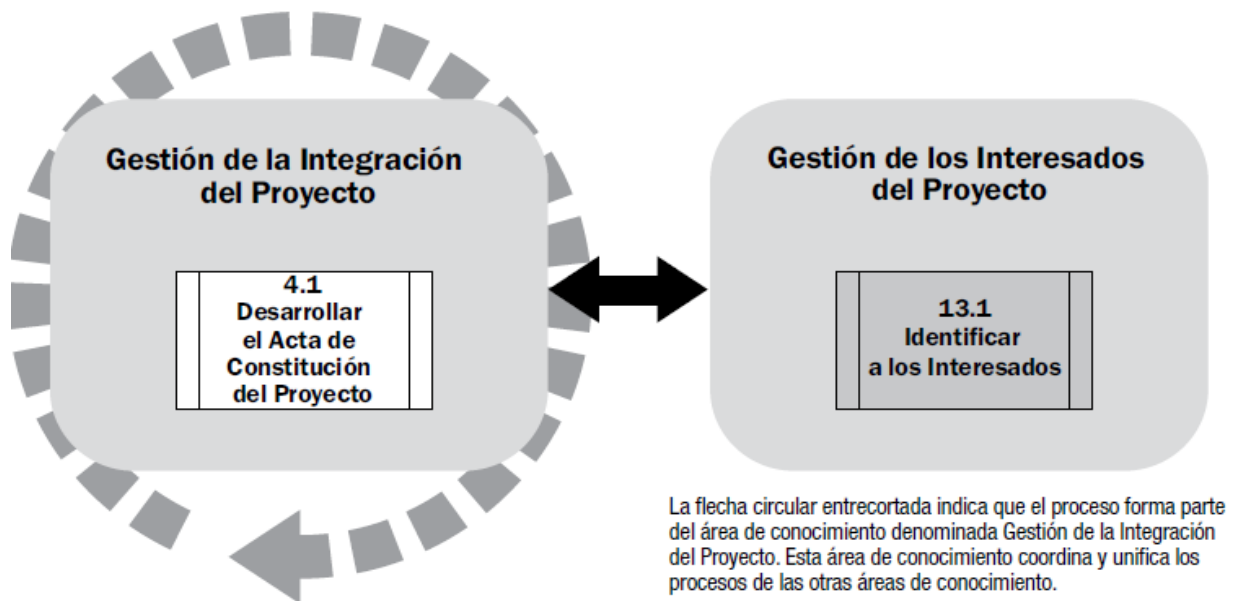 Gestión de la Integración
del Proyecto
4.1
Desarrollar
el Acta de
Constitución
del Proyecto
Gestión de los Interesados
del Proyecto
13.1
Identificar
a los Interesados
La flecha circular entrecortada indica que el proceso forma parte
del área de conocimiento denominada Gestión de la Integración
del Proyecto. Esta área de conocimiento coordina y unifica los
procesos de las otras áreas de conocimiento.